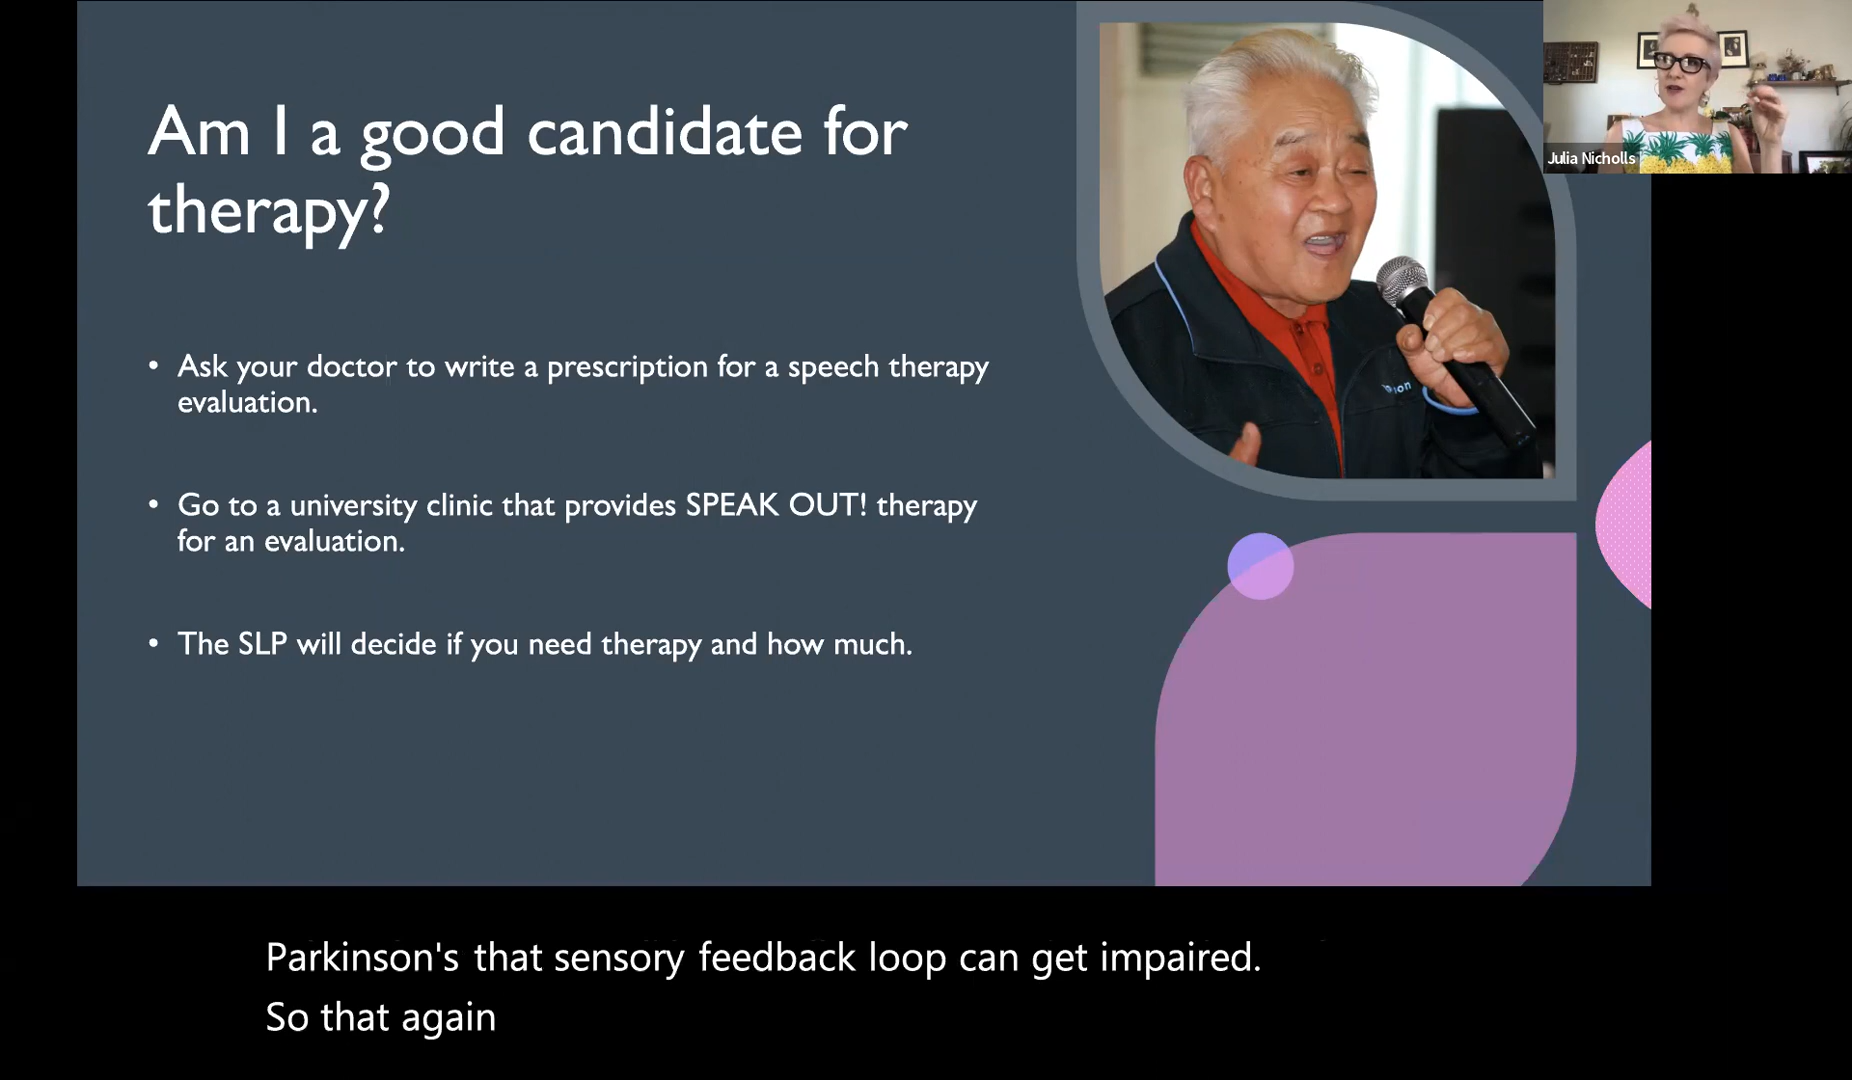 Am I a good candidate for
therapy?
• Ask your doctor to write a prescription for a speech therapy
evaluation.
• Go to a university clinic that provides SPEAK OUT! therapy
for an evaluation.
• The SLP will decide if you need therapy and how much.
Julia Nicholls
Parkinson's that sensory feedback loop can get impaired.
So that again